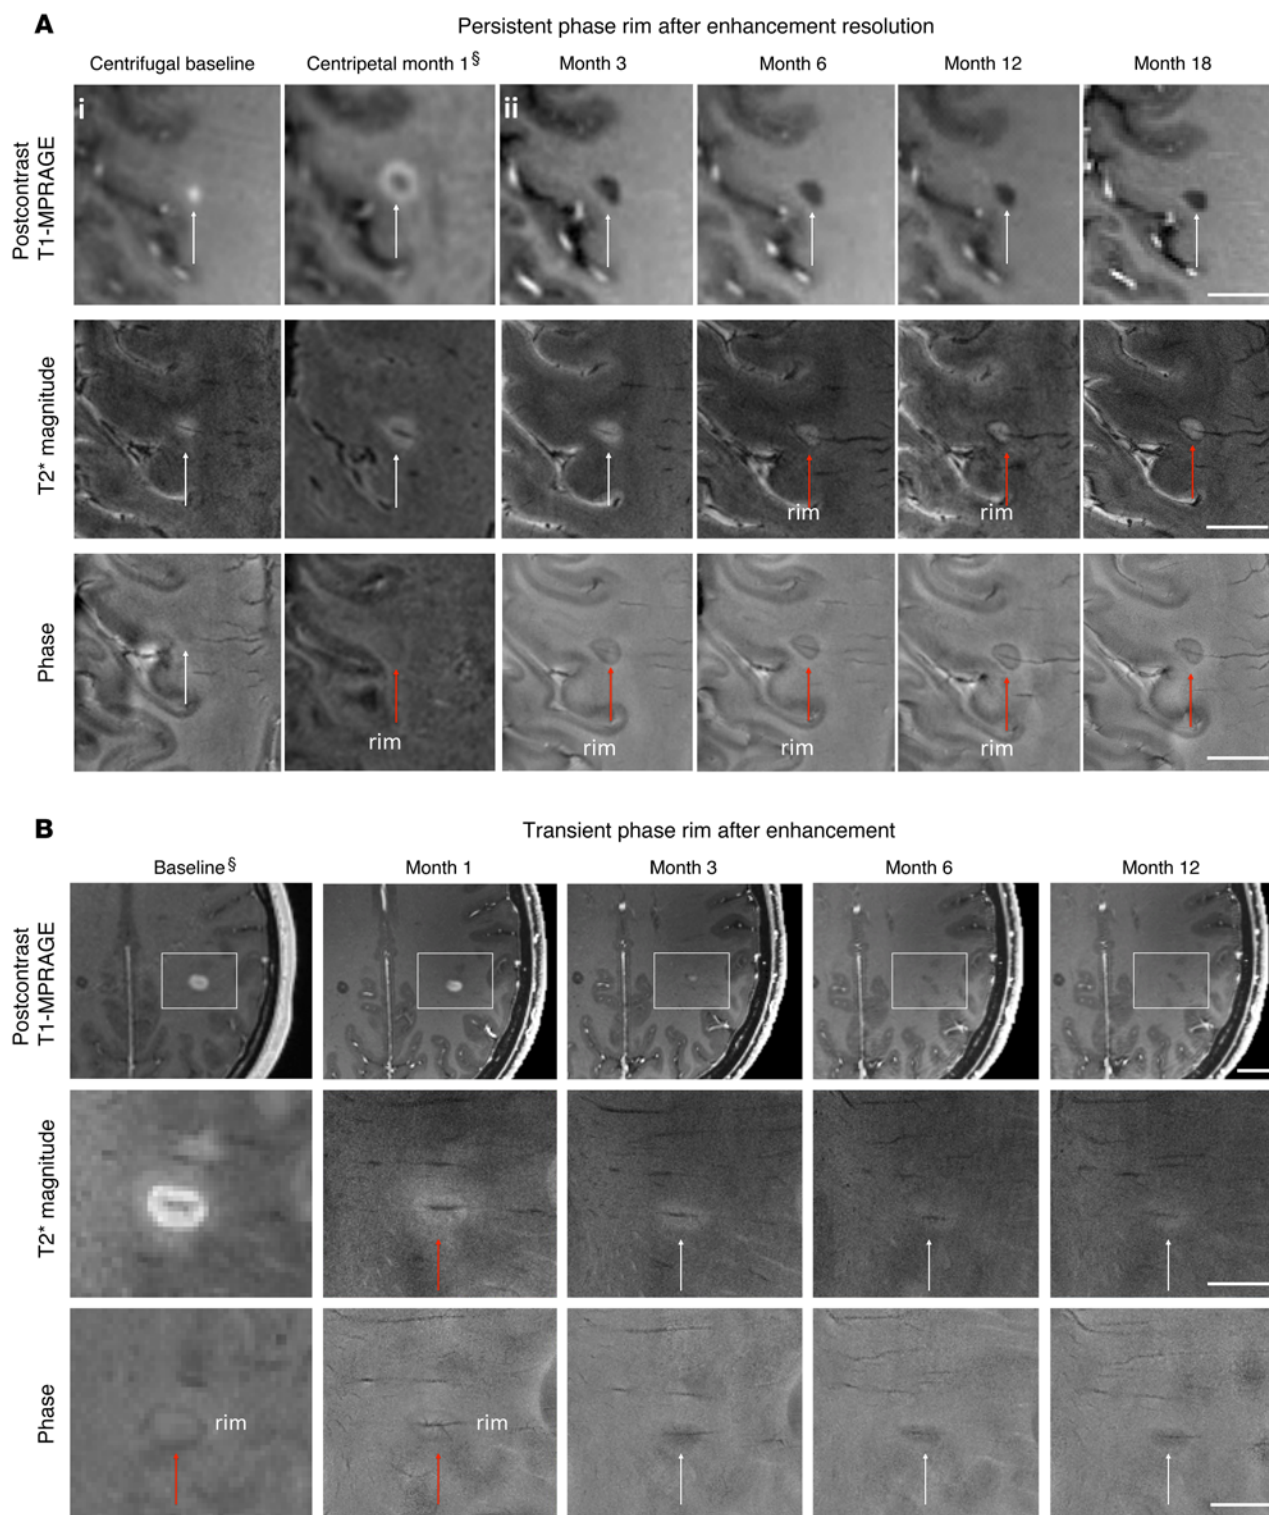 A
Persistent phase rim after enhancement resolution
Centrifugal baseline
Centripetal month 1§
Month 3
Month 6
Month 12
Month 18
Postcontrast
T1-MPRAGE
i
ii
T2* magnitude
rim
rim
Phase
rim
rim
rim
rim
B
Transient phase rim after enhancement
Baseline§
Month 1
Month 3
Month 6
Month 12
Postcontrast
T1-MPRAGE
T2* magnitude
Phase
rim
rim